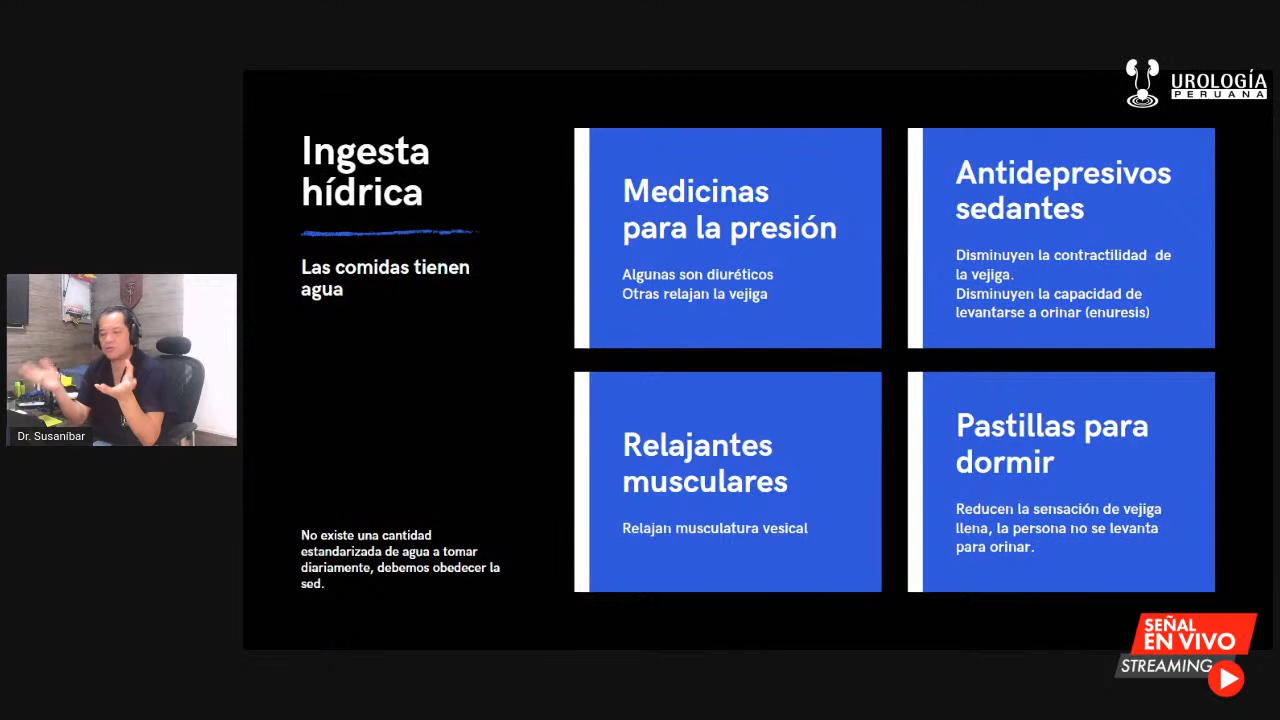 UROLOGÍA
PERUANA
Ingesta
hídrica
Las comidas tienen
agua
No existe una cantidad
estandarizada de agua a tomar
diariamente, debemos obedecer la
sed.
Medicinas
para la presión
Algunas son diuréticos
Otras relajan la vejiga
Antidepresivos
sedantes
Disminuyen la contractilidad de
la vejiga.
Disminuyen la capacidad de
levantarse a orinar (enuresis)
Relajantes
musculares
Relajan musculatura vesical
Pastillas para
dormir
Reducen la sensación de vejiga
llena, la persona no se levanta
para orinar.
Dr. Susaníbar
SEÑAL
EN VIVO
STREAMING